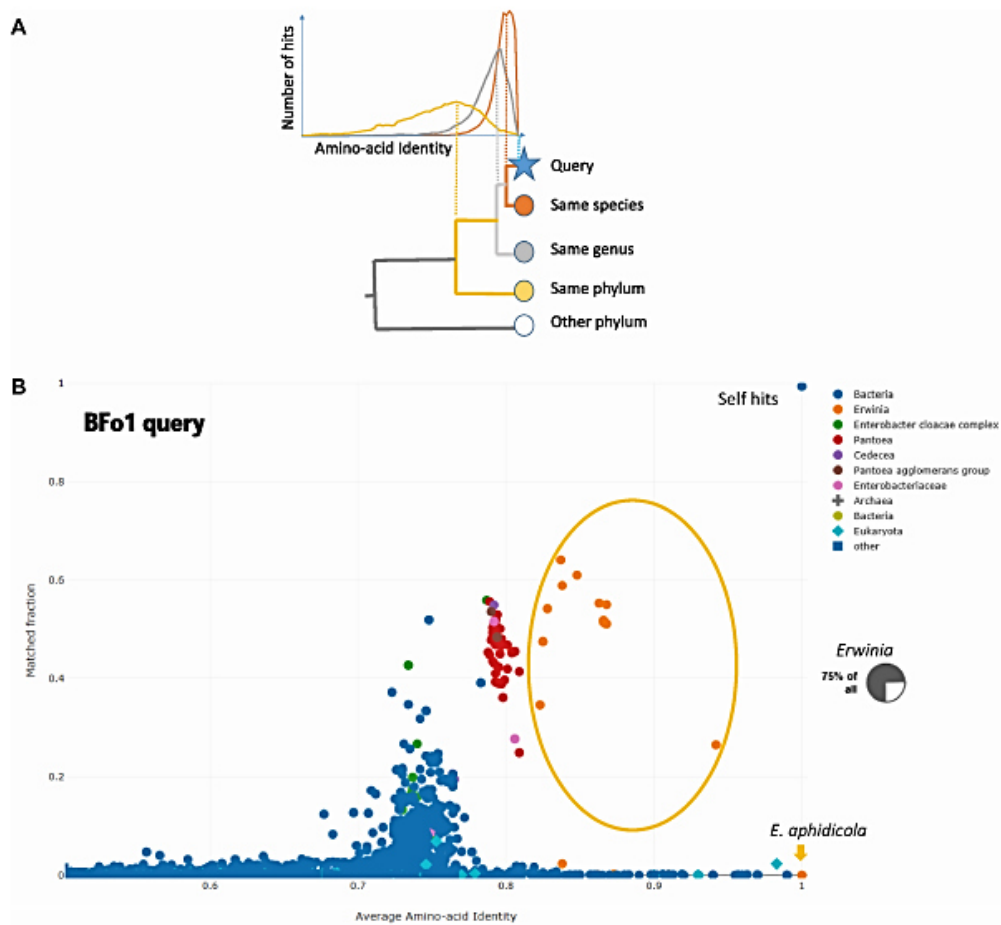 A
Number of hits
Amino-acid identity
Query
Same species
Same genus
Same phylum
Other phylum
B
BFo1 query
Self hits
Bacteria
Erwinia
Enterobacter cloacae complex
Pantoea
Cedecea
Pantoea agglomerans group
Enterobacteriaceae
Archaea
Bacteria
Eukaryota
other
1
0.8
0.6
0.4
0.2
0
Matched fraction
Erwinia
75% of
all
E. aphidicola
0.6
0.7
0.8
0.9
1
Average Amino-acid Identity